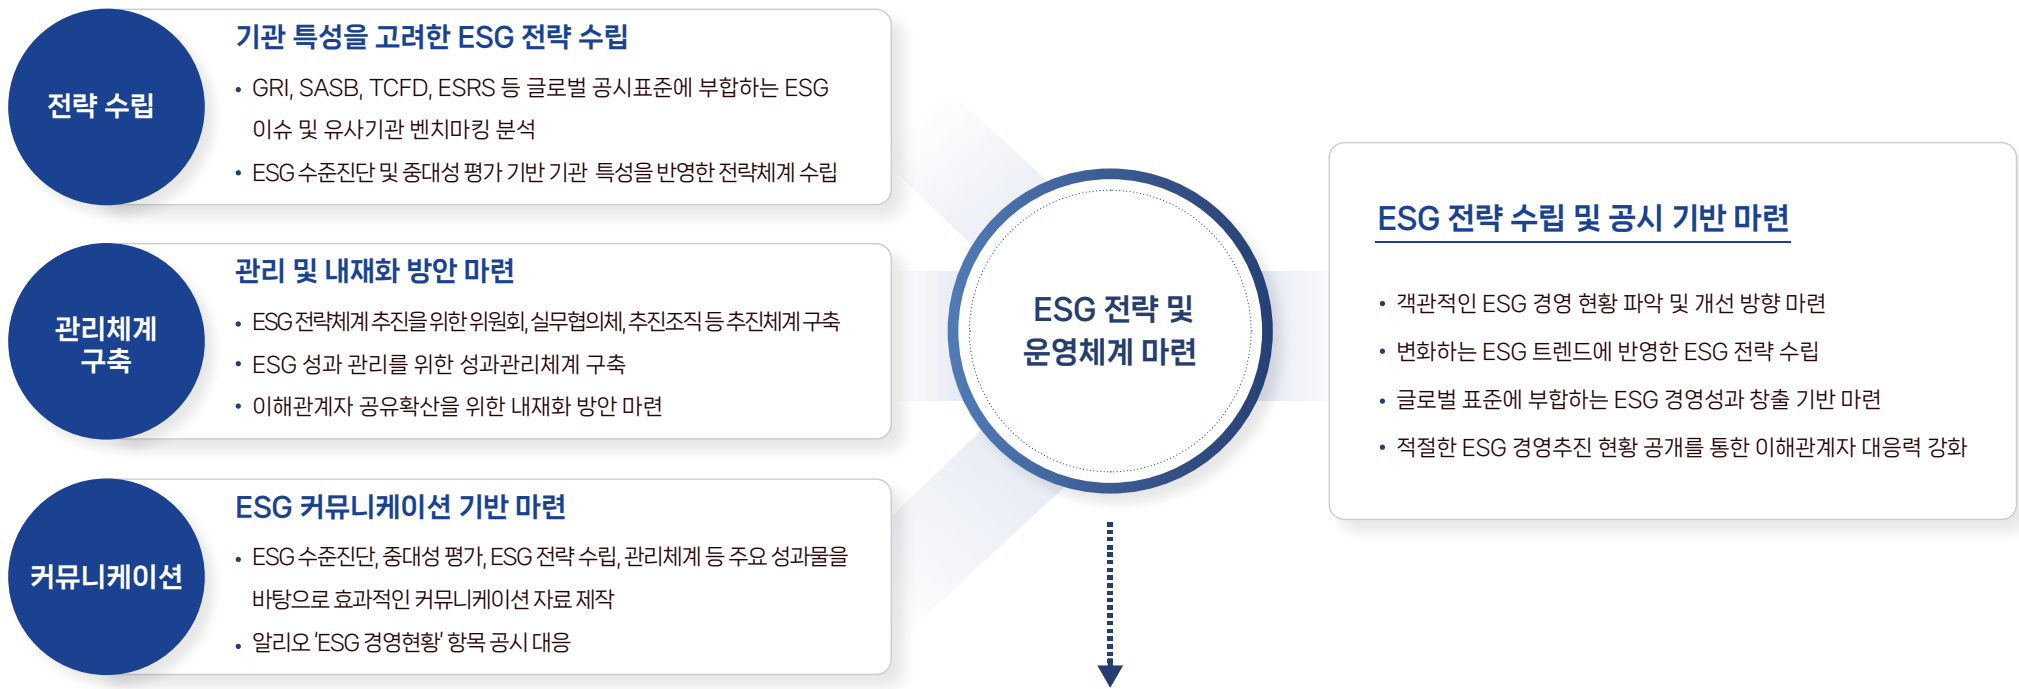 전략 수립
기관 특성을 고려한 ESG 전략 수립
• GRI, SASB, TCFD, ESRS 등 글로벌 공시표준에 부합하는 ESG
이슈 및 유사기관 벤치마킹 분석
• ESG 수준진단 및 중대성 평가 기반 기관 특성을 반영한 전략체계 수립
관리체계
구축
관리 및 내재화 방안 마련
• ESG 전략체계 추진을 위한 위원회, 실무협의체, 추진조직 등 추진체계 구축
• ESG 성과 관리를 위한 성과관리체계 구축
• 이해관계자 공유확산을 위한 내재화 방안 마련
커뮤니케이션
ESG 커뮤니케이션 기반 마련
• ESG 수준진단, 중대성 평가, ESG 전략 수립, 관리체계 등 주요 성과물을
바탕으로 효과적인 커뮤니케이션 자료 제작
• 알리오 'ESG 경영현황' 항목 공시 대응
ESG 전략 및
운영체계 마련
ESG 전략 수립 및 공시 기반 마련
• 객관적인 ESG 경영 현황 파악 및 개선 방향 마련
• 변화하는 ESG 트렌드에 반영한 ESG 전략 수립
• 글로벌 표준에 부합하는 ESG 경영성과 창출 기반 마련
• 적절한 ESG 경영추진 현황 공개를 통한 이해관계자 대응력 강화